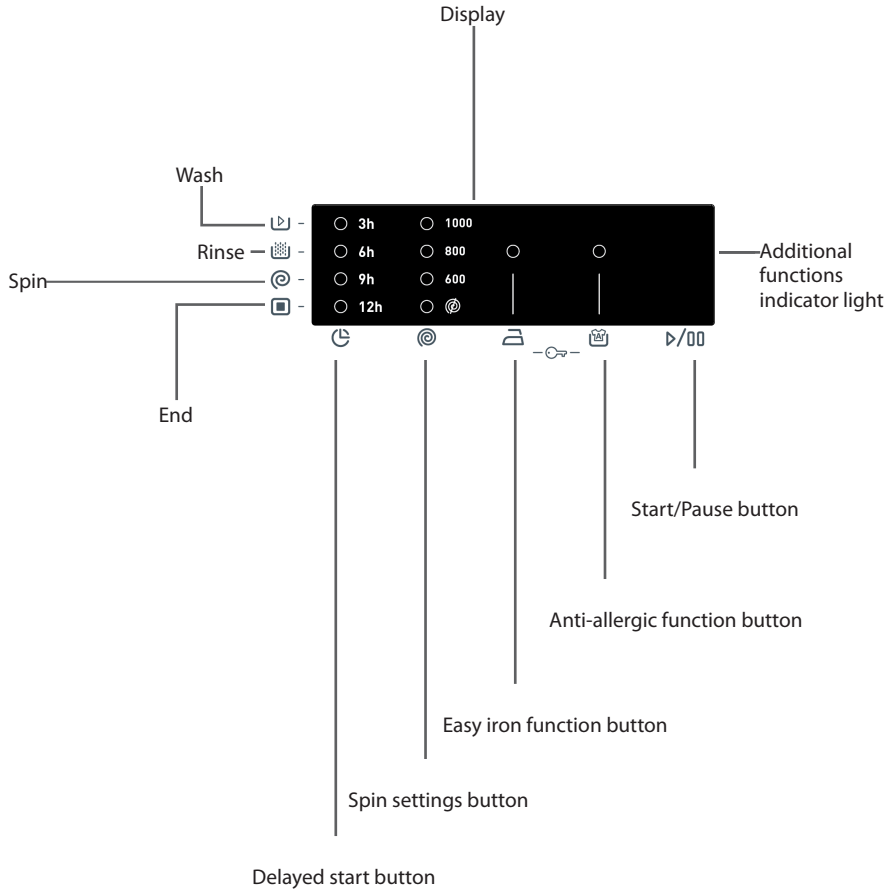 Display
Wash
3h
1000
Rinse
6h
800
Additional
functions
indicator light
Spin
9h
600
12h
End
Start/Pause button
Anti-allergic function button
Easy iron function button
Spin settings button
Delayed start button